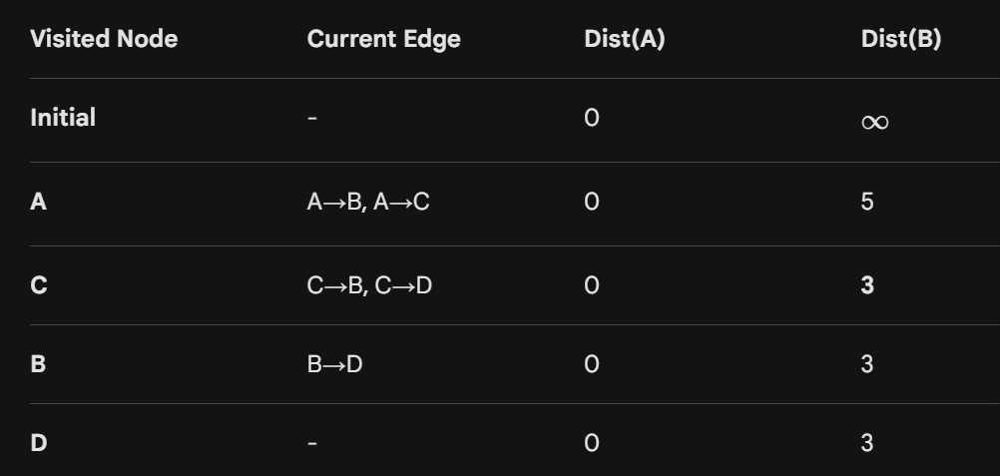 Visited Node Current Edge Dist(A) Dist(B)
Initial - 0 ∞
A A→B, A→C 0 5
C C→B, C→D 0 3
B B→D 0 3
D - 0 3